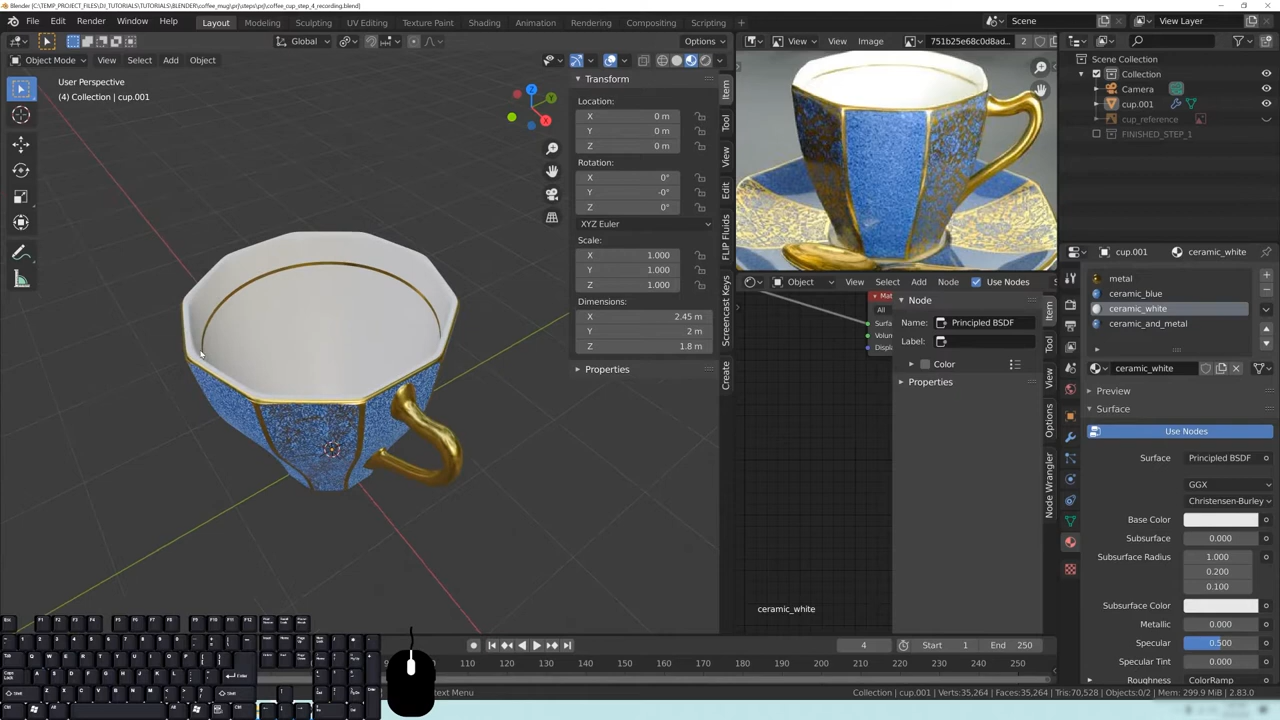 Blender [C:\TEMP_PROJECT_FILES\DJ_TUTORIALS\TUTORIALS\BLENDER\coffee_mug\prj\steps\prj\coffee_cup_step_4_recording.blend]
File Edit Render Window Help Layout Modeling Sculpting UV Editing Texture Paint Shading Animation Rendering Compositing Scripting + Scene View Layer
Global Options View Image 751b25e68c0d8ad... 2
Object Mode View Select Add Object
User Perspective
(4) Collection | cup.001
Transform
Location:
X 0 m
Y 0 m
Z 0 m
Rotation:
X 0°
Y -0°
Z 0°
XYZ Euler
Scale:
X 1.000
Y 1.000
Z 1.000
Dimensions:
X 2.45 m
Y 2 m
Z 1.8 m
Properties
Item
Tool
View
Edit
FLIP Fluids
Screencast Keys
Create
Scene Collection
Collection
Camera
cup.001
cup_reference
FINISHED_STEP_1
Object View Select Add Node Use Nodes
Node
Name: Principled BSDF
Label:
Color
Properties
All
Surfa
Volun
Displa
Item
Tool
View
Options
Node Wrangler
ceramic_white
cup.001 ceramic_white
metal
ceramic_blue
ceramic_white
ceramic_and_metal
ceramic_white
Preview
Surface
Use Nodes
Surface Principled BSDF
GGX
Christensen-Burley
Base Color
Subsurface 0.000
Subsurface Radius 1.000
0.200
0.100
Subsurface Color
Metallic 0.000
Specular 0.500
Specular Tint 0.000
Roughness ColorRamp
4 Start 1 End 250
110 120 130 140 150 160 170 180 190 200 210 220 230 240 250
text Menu
Collection | cup.001 | Verts:35,264 | Faces:35,264 | Tris:70,528 | Objects:0/2 | Mem: 299.9 MiB | 2.83.0